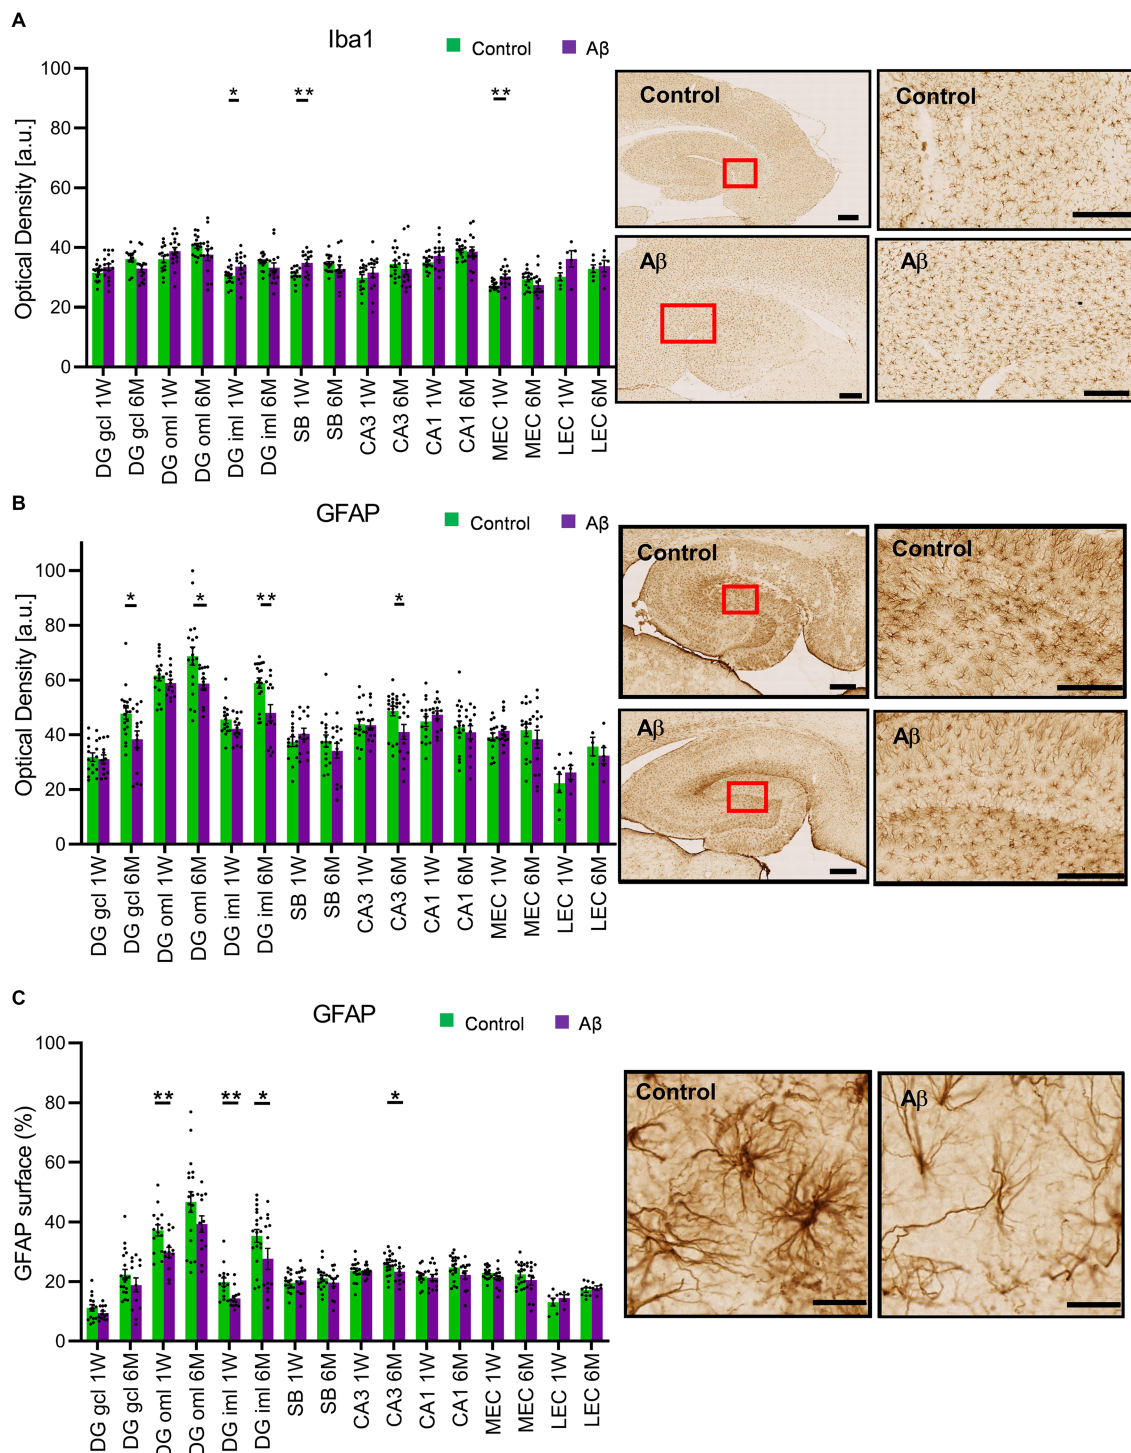 A
Iba1
Control
Aβ
Optical Density [a.u.]
100
80
60
40
20
0
*
**
**
DG gcl 1W
DG gcl 6M
DG oml 1W
DG oml 6M
DG iml 1W
DG iml 6M
SB 1W
SB 6M
CA3 1W
CA3 6M
CA1 1W
CA1 6M
MEC 1W
MEC 6M
LEC 1W
LEC 6M
Control
Control
Aβ
Aβ
B
GFAP
Control
Aβ
Optical Density [a.u.]
100
80
60
40
20
0
*
*
**
*
DG gcl 1W
DG gcl 6M
DG oml 1W
DG oml 6M
DG iml 1W
DG iml 6M
SB 1W
SB 6M
CA3 1W
CA3 6M
CA1 1W
CA1 6M
MEC 1W
MEC 6M
LEC 1W
LEC 6M
Control
Control
Aβ
Aβ
C
GFAP
Control
Aβ
GFAP surface (%)
100
80
60
40
20
0
**
**
*
*
DG gcl 1W
DG gcl 6M
DG oml 1W
DG oml 6M
DG iml 1W
DG iml 6M
SB 1W
SB 6M
CA3 1W
CA3 6M
CA1 1W
CA1 6M
MEC 1W
MEC 6M
LEC 1W
LEC 6M
Control
Aβ